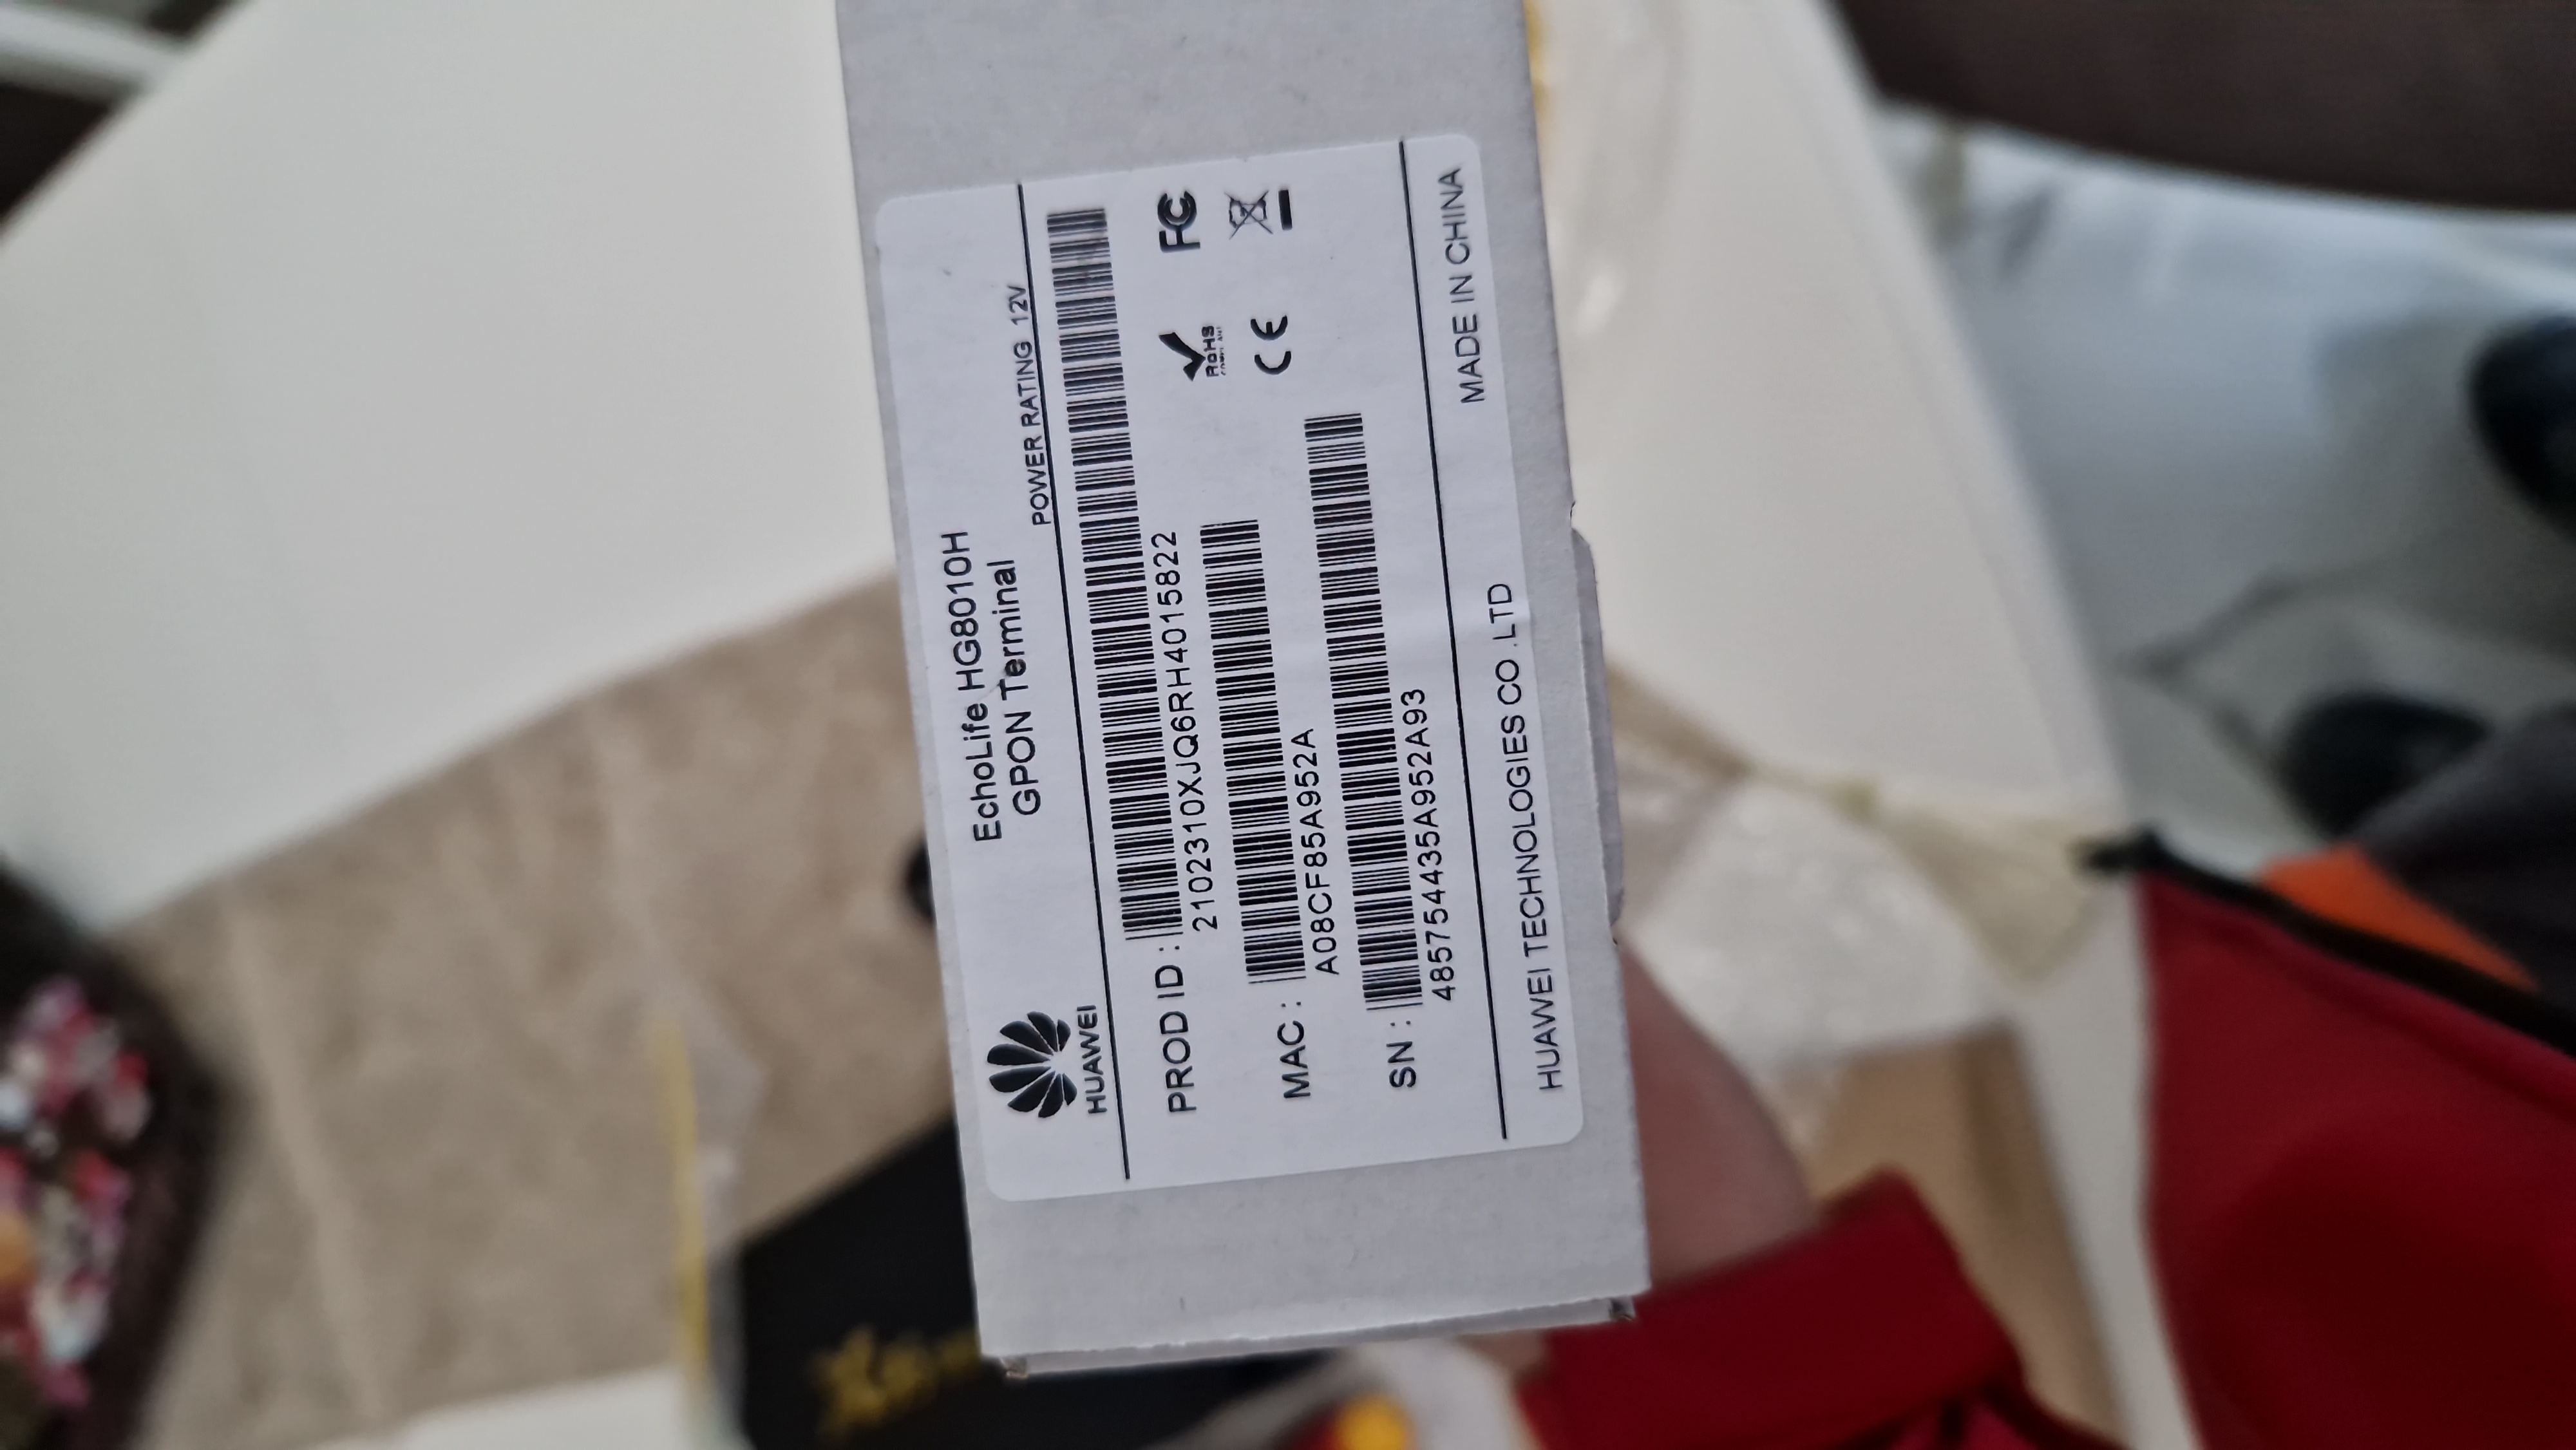 EchoLife HG8010H
GPON Terminal
HUAWEI
POWER RATING 12V
PROD ID :
2102310XJQ6RH4015822
MAC :
A08CF85A952A
SN :
485754435A952A93
RoHS
FC
CE
HUAWEI TECHNOLOGIES CO .LTD
MADE IN CHINA